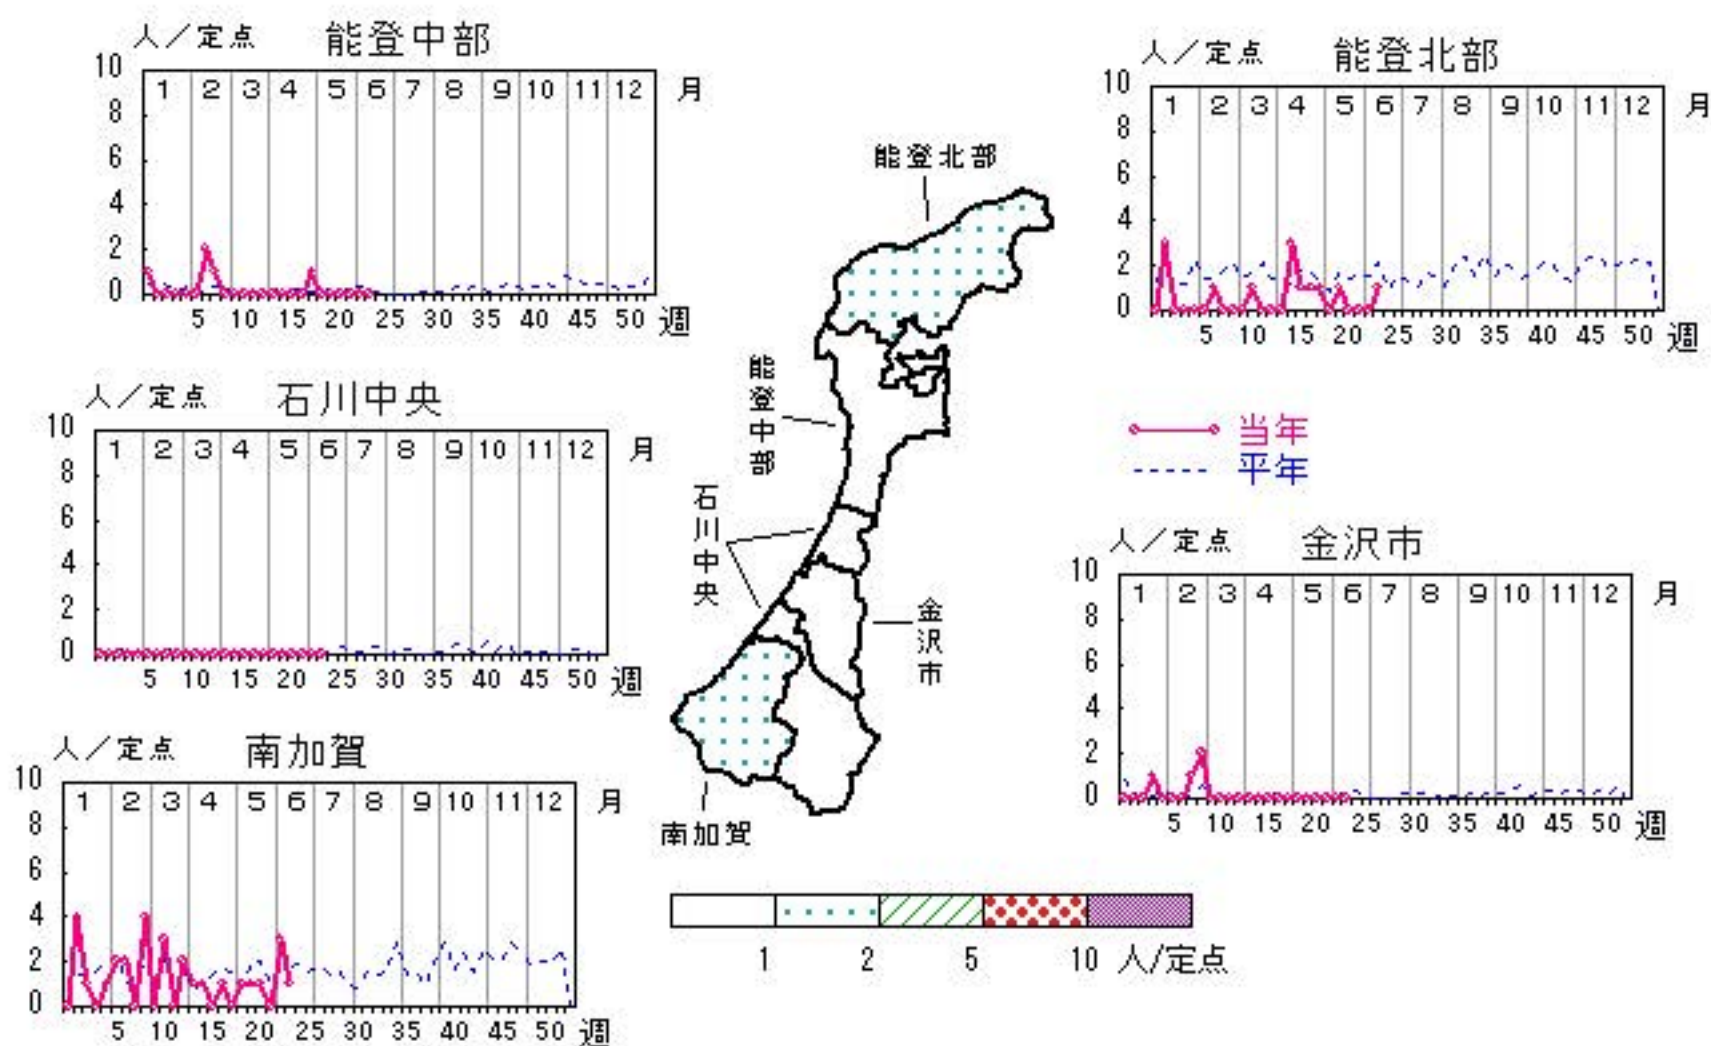 人／定点 能登中部
10 8 6 4 2 0
1 2 3 4 5 6 7 8 9 10 11 12 月
5 10 15 20 25 30 35 40 45 50 週
人／定点 能登北部
10 8 6 4 2 0
1 2 3 4 5 6 7 8 9 10 11 12 月
5 10 15 20 25 30 35 40 45 50 週
能登北部
能登中部
石川中央
金沢市
南加賀
人／定点 石川中央
10 8 6 4 2 0
1 2 3 4 5 6 7 8 9 10 11 12 月
5 10 15 20 25 30 35 40 45 50 週
当年
平年
人／定点 金沢市
10 8 6 4 2 0
1 2 3 4 5 6 7 8 9 10 11 12 月
5 10 15 20 25 30 35 40 45 50 週
人／定点 南加賀
10 8 6 4 2 0
1 2 3 4 5 6 7 8 9 10 11 12 月
5 10 15 20 25 30 35 40 45 50 週
1 2 5 10 人/定点